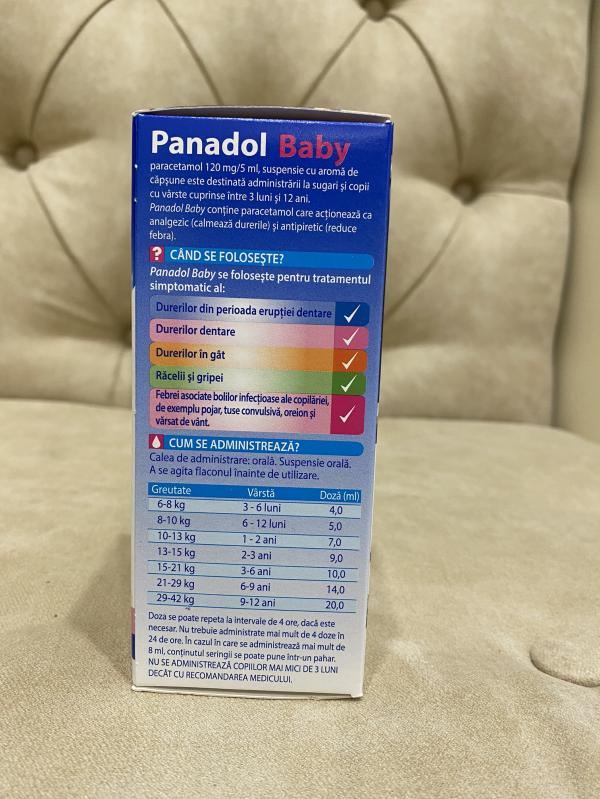 Panadol Baby
paracetamol 120 mg/5 ml, suspensie cu aromă de
căpșune este destinată administrării la sugari și copii
cu vârste cuprinse între 3 luni și 12 ani.
Panadol Baby conține paracetamol care acționează ca
analgezic (calmează durerile) și antipiretic (reduce
febra).
? CÂND SE FOLOSEȘTE?
Panadol Baby se folosește pentru tratamentul
simptomatic al:
Durerilor din perioada erupției dentare
Durerilor dentare
Durerilor în gât
Răcelii și gripei
Febrei asociate bolilor infecțioase ale copilăriei,
de exemplu pojar, tuse convulsivă, oreion și
vărsat de vânt.
CUM SE ADMINISTREAZĂ?
Calea de administrare: orală. Suspensie orală.
A se agita flaconul înainte de utilizare.
Greutate Vârstă Doză (ml)
6-8 kg 3 - 6 luni 4,0
8-10 kg 6 - 12 luni 5,0
10-13 kg 1 - 2 ani 7,0
13-15 kg 2-3 ani 9,0
15-21 kg 3-6 ani 10,0
21-29 kg 6-9 ani 14,0
29-42 kg 9-12 ani 20,0
Doza se poate repeta la intervale de 4 ore, dacă este
necesar. Nu trebuie administrate mai mult de 4 doze în
24 de ore. În cazul în care se administrează mai mult de
8 ml, conținutul seringii se poate pune într-un pahar.
NU SE ADMINISTREAZĂ COPIILOR MAI MICI DE 3 LUNI
DECÂT CU RECOMANDAREA MEDICULUI.